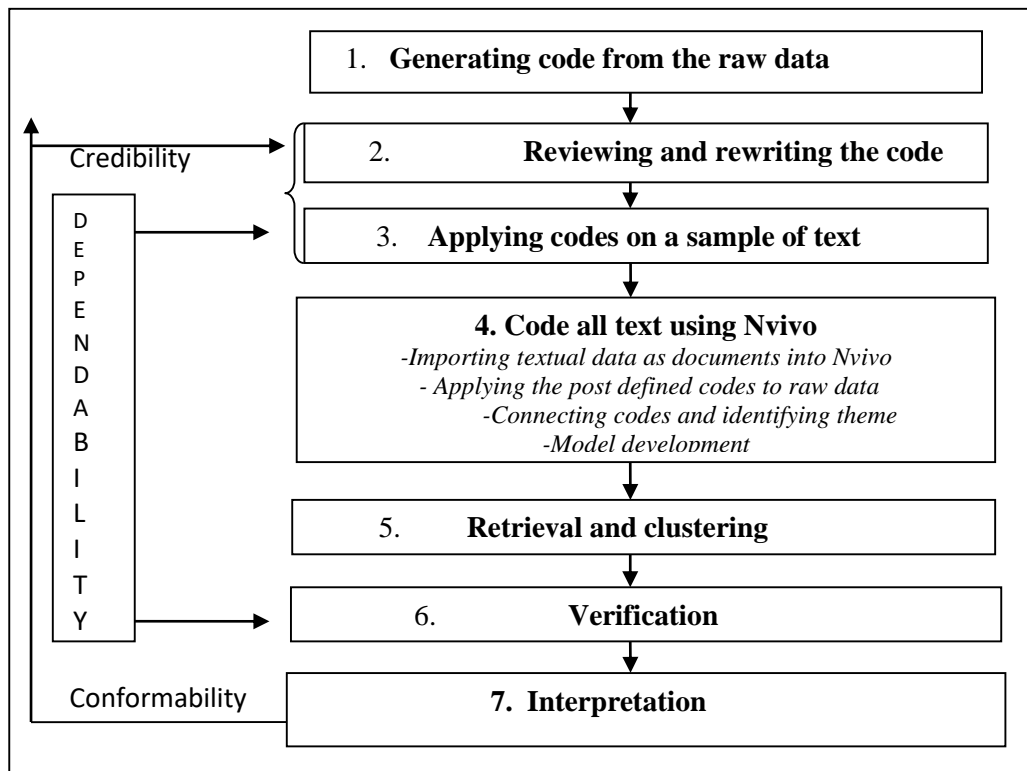 1. Generating code from the raw data
Credibility
2. Reviewing and rewriting the code
DEPENDABILITY
3. Applying codes on a sample of text
4. Code all text using Nvivo
-Importing textual data as documents into Nvivo
- Applying the post defined codes to raw data
-Connecting codes and identifying theme
-Model development
5. Retrieval and clustering
6. Verification
Conformability
7. Interpretation